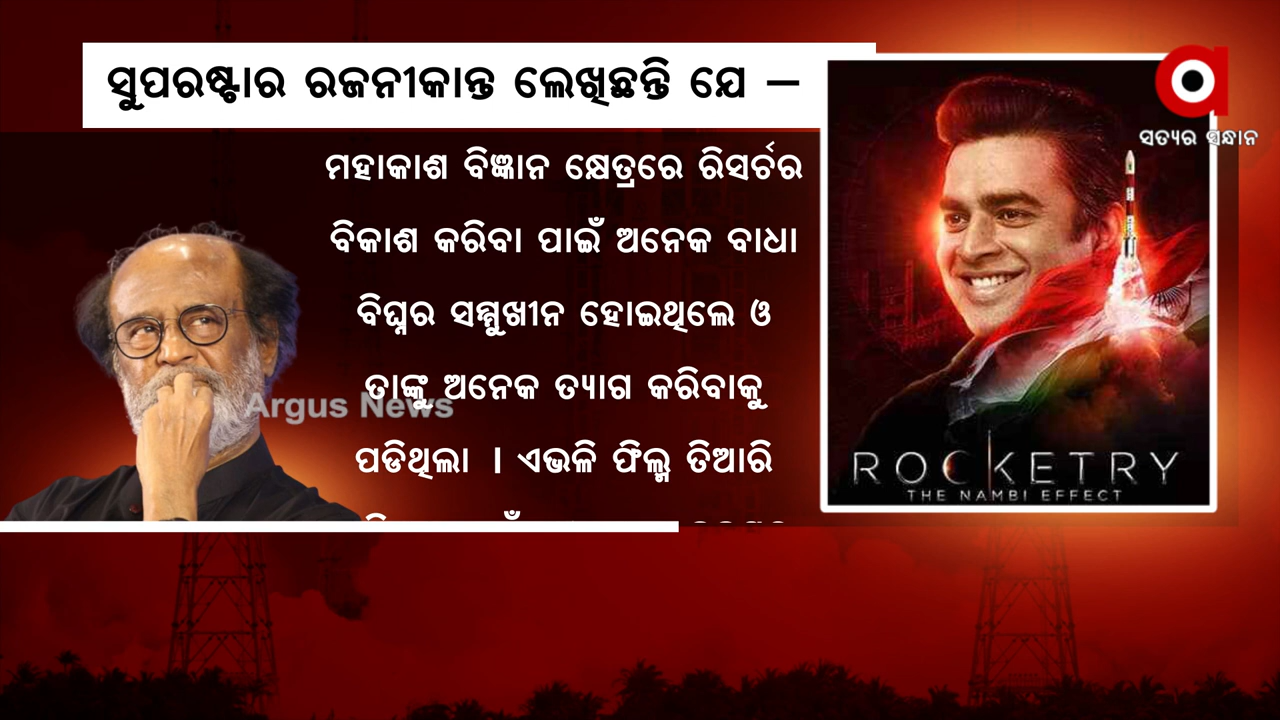 ସୁପରଷ୍ଟାର ରଜନୀକାନ୍ତ ଲେଖିଛନ୍ତି ଯେ –
ମହାକାଶ ବିଜ୍ଞାନ କ୍ଷେତ୍ରରେ ରିସର୍ଚର
ବିକାଶ କରିବା ପାଇଁ ଅନେକ ବାଧା
ବିଘ୍ନର ସମ୍ମୁଖୀନ ହୋଇଥିଲେ ଓ
ତାଙ୍କୁ ଅନେକ ତ୍ୟାଗ କରିବାକୁ
ପଡିଥିଲା । ଏଭଳି ଫିଲ୍ମ ତିଆରି
Argus News
ROCKETRY
THE NAMBI EFFECT
ସତ୍ୟର ସନ୍ଧାନ